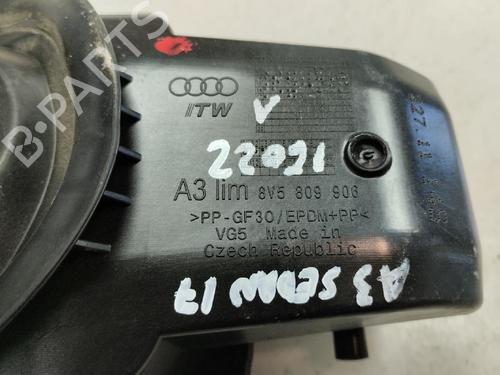 B-PARTS
ITW
V
22091
A3 lim 8V5 809 906
>PP-GF30/EPDM+PP<
VG5 Made in
Czech Republic
A3 SEDAN 17